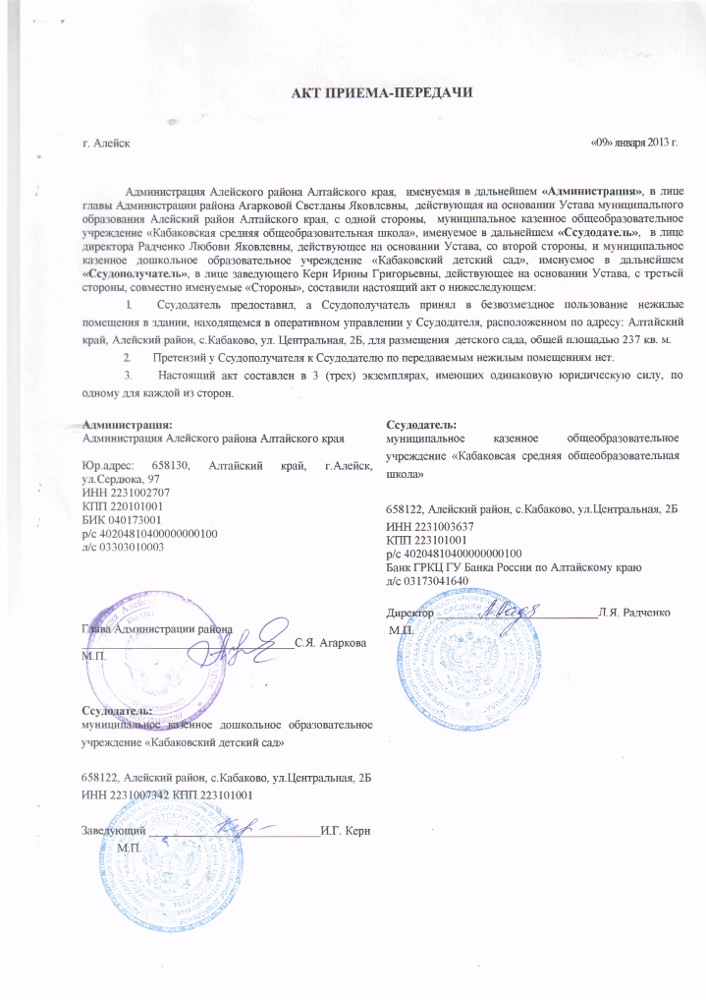 АКТ ПРИЕМА-ПЕРЕДАЧИ
г. Алейск «09» января 2013 г.
Администрация Алейского района Алтайского края, именуемая в дальнейшем «Администрация», в лице
главы Администрации района Агарковой Светланы Яковлевны, действующая на основании Устава муниципального
образования Алейский район Алтайского края, с одной стороны, муниципальное казенное общеобразовательное
учреждение «Кабаковская средняя общеобразовательная школа», именуемое в дальнейшем «Ссудодатель», в лице
директора Радченко Любови Яковлевны, действующее на основании Устава, со второй стороны, и муниципальное
казенное дошкольное образовательное учреждение «Кабаковский детский сад», именуемое в дальнейшем
«Ссудополучатель», в лице заведующего Керн Ирины Григорьевны, действующее на основании Устава, с третьей
стороны, совместно именуемые «Стороны», составили настоящий акт о нижеследующем:
1. Ссудодатель предоставил, а Ссудополучатель принял в безвозмездное пользование нежилые
помещения в здании, находящемся в оперативном управлении у Ссудодателя, расположенном по адресу: Алтайский
край, Алейский район, с.Кабаково, ул. Центральная, 2Б, для размещения детского сада, общей площадью 237 кв. м.
2. Претензий у Ссудополучателя к Ссудодателю по передаваемым нежилым помещениям нет.
3. Настоящий акт составлен в 3 (трех) экземплярах, имеющих одинаковую юридическую силу, по
одному для каждой из сторон.
Администрация:
Администрация Алейского района Алтайского края
Юр.адрес: 658130, Алтайский край, г.Алейск,
ул.Сердюка, 97
ИНН 2231002707
КПП 220101001
БИК 040173001
р/с 40204810400000000100
л/с 03303010003
Глава Администрации района
С.Я. Агаркова
М.П.
Ссудодатель:
муниципальное казенное общеобразовательное
учреждение «Кабаковсая средняя общеобразовательная
школа»
658122, Алейский район, с.Кабаково, ул.Центральная, 2Б
ИНН 2231003637
КПП 223101001
р/с 40204810400000000100
Банк ГРКЦ ГУ Банка России по Алтайскому краю
л/с 03173041640
Директор Л.Я. Радченко
М.П.
Ссудодатель:
муниципальное казенное дошкольное образовательное
учреждение «Кабаковский детский сад»
658122, Алейский район, с.Кабаково, ул.Центральная, 2Б
ИНН 2231007342 КПП 223101001
Заведующий И.Г. Керн
М.П.